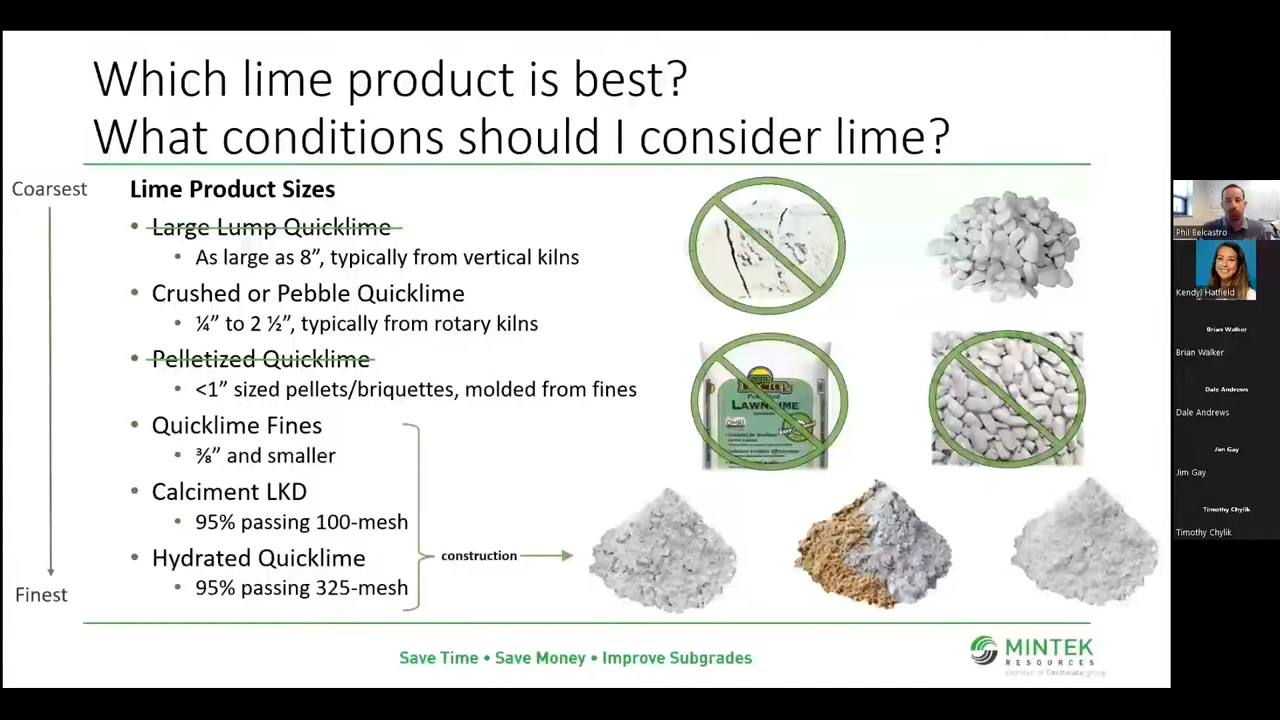 Which lime product is best?
What conditions should I consider lime?
Coarsest
Finest
Lime Product Sizes
• Large Lump Quicklime
• As large as 8”, typically from vertical kilns
• Crushed or Pebble Quicklime
• ¼” to 2 ½”, typically from rotary kilns
• Pelletized Quicklime
• <1” sized pellets/briquettes, molded from fines
• Quicklime Fines
• ⅜” and smaller
• Calciment LKD
• 95% passing 100-mesh
• Hydrated Quicklime
• 95% passing 325-mesh
construction
LAWN LIME
Save Time • Save Money • Improve Subgrades
MINTEK
RESOURCES
Phil Belcastro
Kendyl Hatfield
Brian Walker
Brian Walker
Dale Andrews
Dale Andrews
Jim Gay
Jim Gay
Timothy Chylik
Timothy Chylik